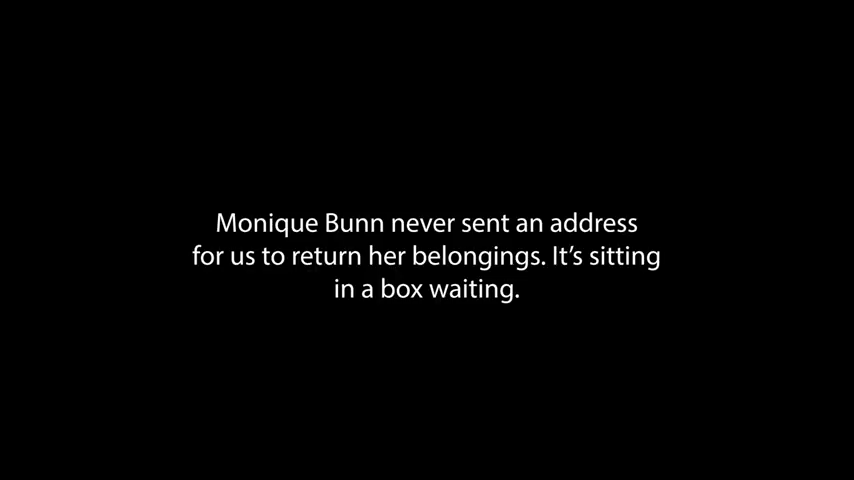 Monique Bunn never sent an address
for us to return her belongings. It’s sitting
in a box waiting.